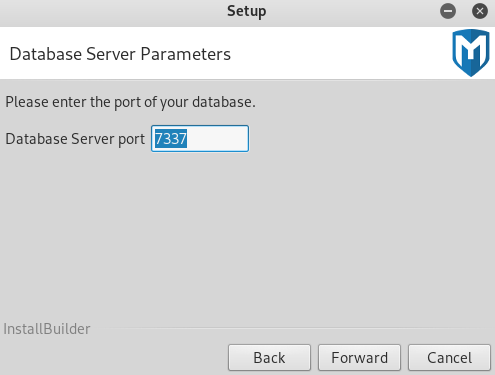 Setup
Database Server Parameters
Please enter the port of your database.
Database Server port 7337
InstallBuilder
Back Forward Cancel